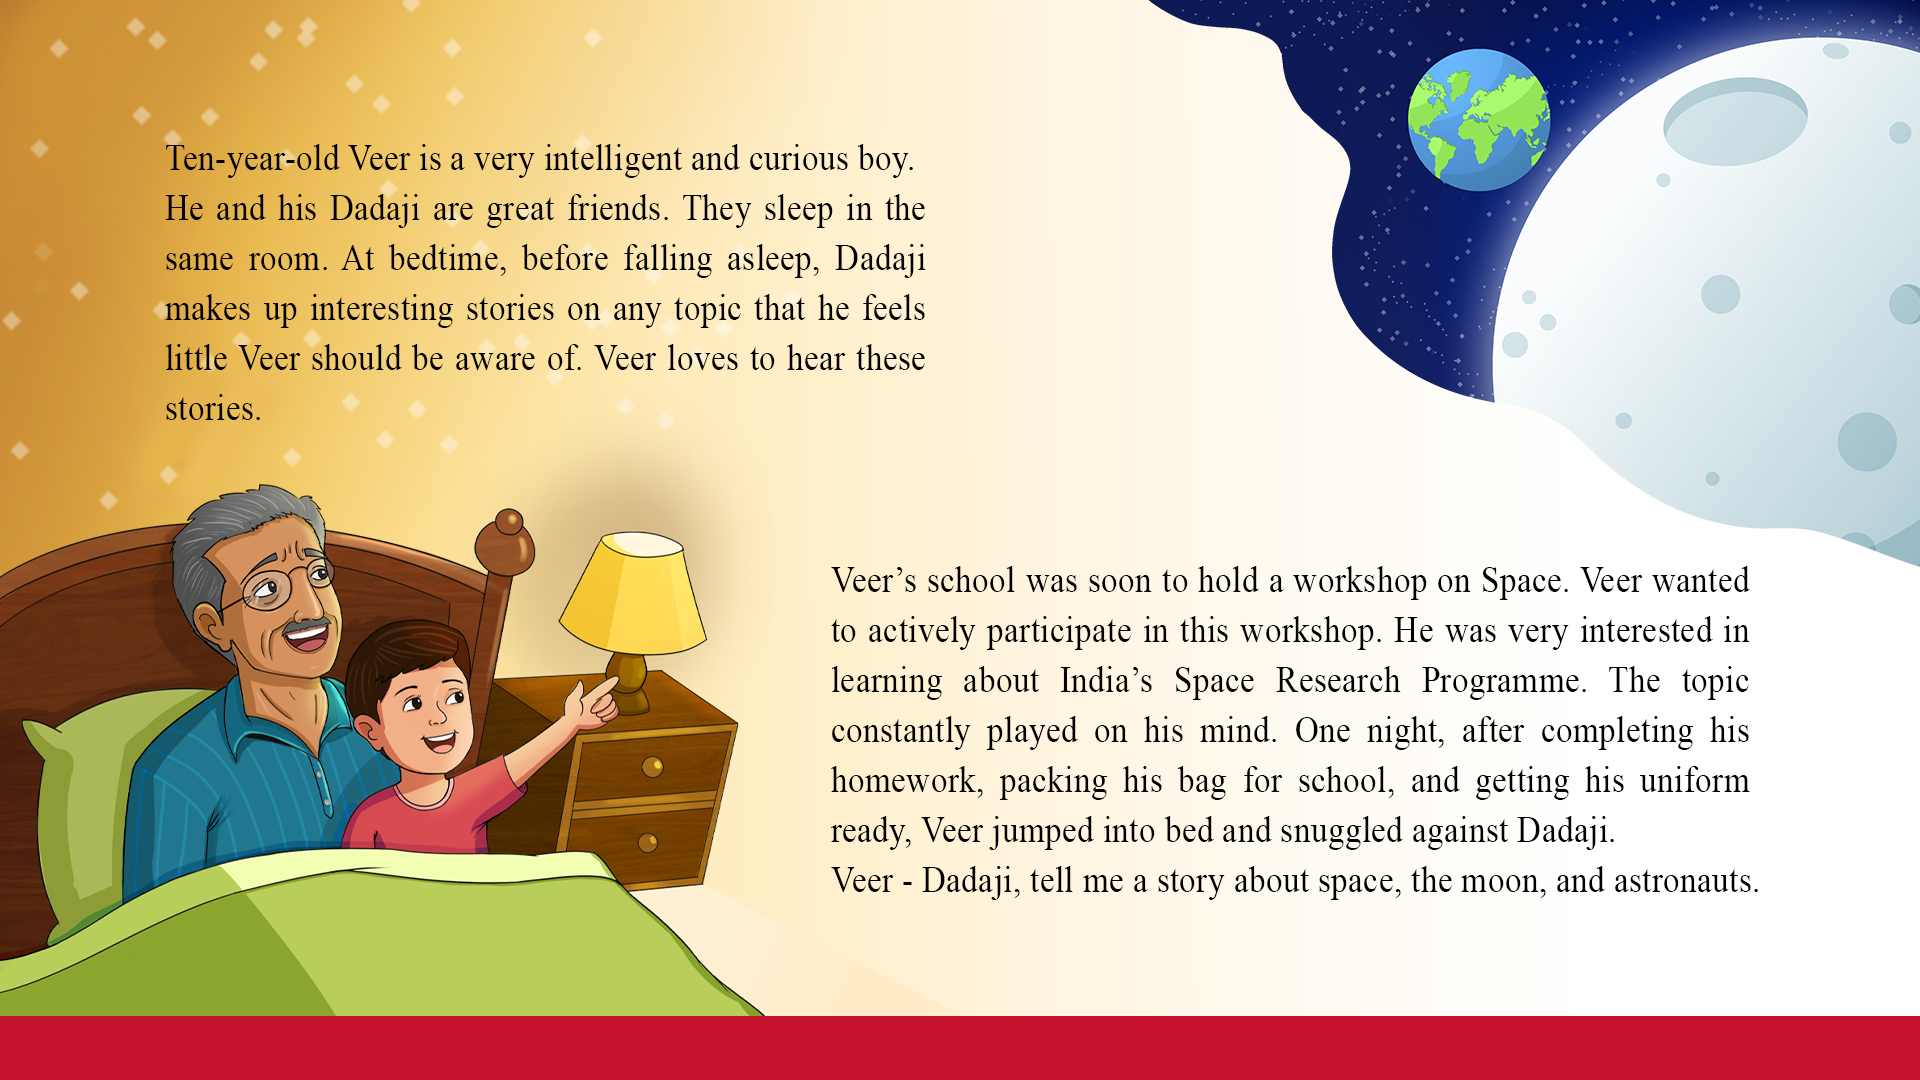 Ten-year-old Veer is a very intelligent and curious boy.
He and his Dadaji are great friends. They sleep in the
same room. At bedtime, before falling asleep, Dadaji
makes up interesting stories on any topic that he feels
little Veer should be aware of. Veer loves to hear these
stories.
Veer’s school was soon to hold a workshop on Space. Veer wanted
to actively participate in this workshop. He was very interested in
learning about India’s Space Research Programme. The topic
constantly played on his mind. One night, after completing his
homework, packing his bag for school, and getting his uniform
ready, Veer jumped into bed and snuggled against Dadaji.
Veer - Dadaji, tell me a story about space, the moon, and astronauts.